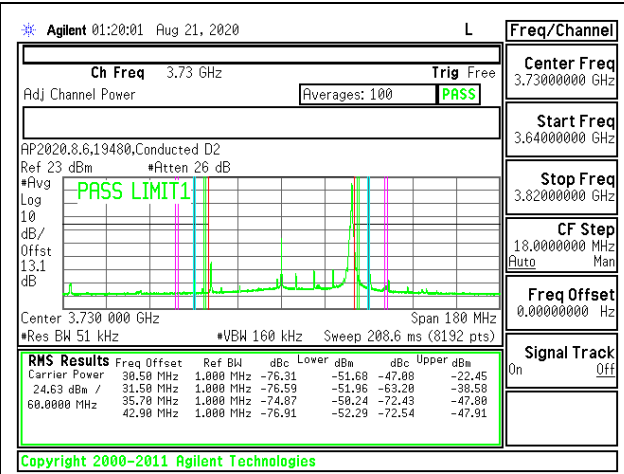 Agilent 01:20:01 Aug 21, 2020 L
Ch Freq 3.73 GHz Trig Free
Adj Channel Power Averages: 100 PASS
AP2020.8.6,19480,Conducted D2
Ref 23 dBm #Atten 26 dB
#Avg
Log
10
dB/
Offst
13.1
dB
PASS LIMIT1
Center 3.730 000 GHz Span 180 MHz
#Res BW 51 kHz #VBW 160 kHz Sweep 208.6 ms (8192 pts)
RMS Results Freq Offset Ref BW dBc Lower dBm dBc Upper dBm
Carrier Power 30.50 MHz 1.000 MHz -76.31 -51.68 -47.08 -22.45
24.63 dBm / 31.50 MHz 1.000 MHz -76.59 -51.96 -63.20 -38.58
60.0000 MHz 35.70 MHz 1.000 MHz -74.87 -50.24 -72.43 -47.80
42.90 MHz 1.000 MHz -76.91 -52.29 -72.54 -47.91
Copyright 2000-2011 Agilent Technologies
Freq/Channel
Center Freq
3.73000000 GHz
Start Freq
3.64000000 GHz
Stop Freq
3.82000000 GHz
CF Step
18.0000000 MHz
Auto Man
Freq Offset
0.00000000 Hz
Signal Track
On Off